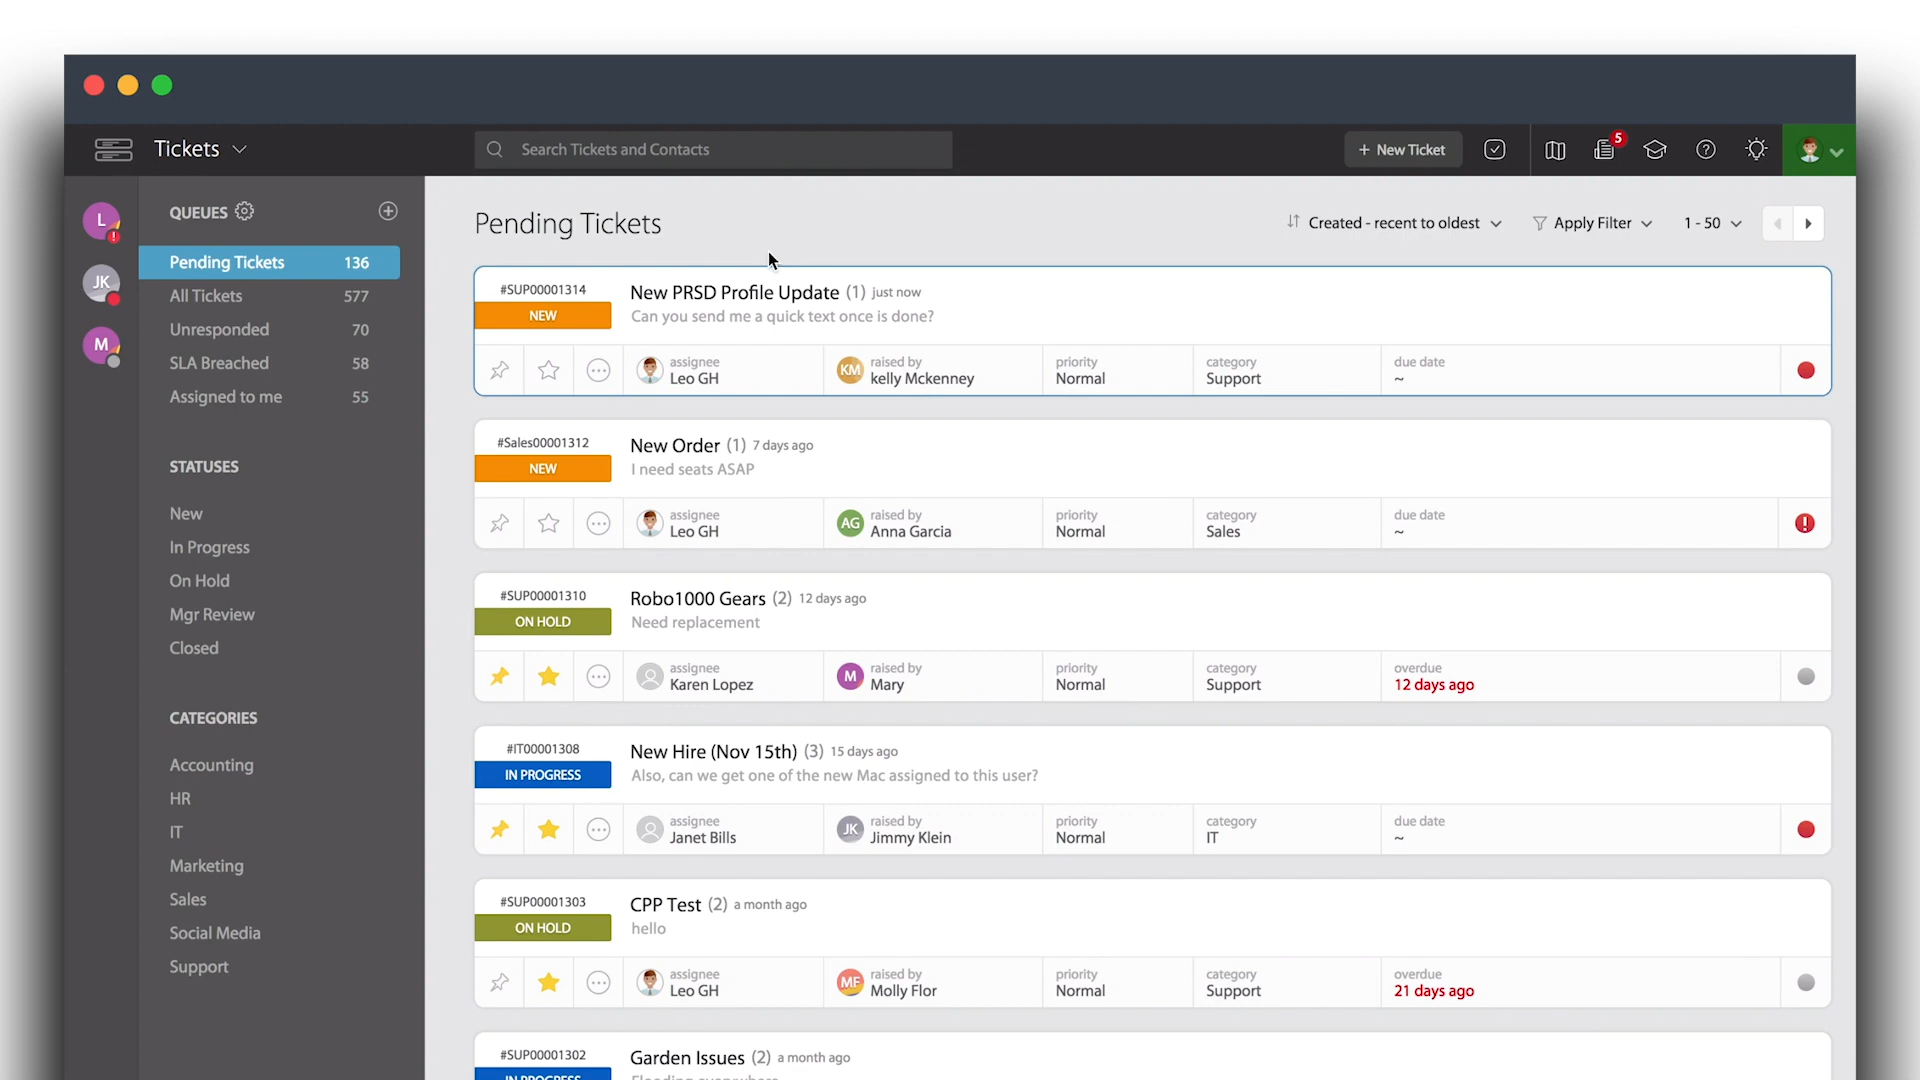 Tickets
Search Tickets and Contacts
+ New Ticket
5
L
!
JK
M
QUEUES
Pending Tickets 136
All Tickets 577
Unresponded 70
SLA Breached 58
Assigned to me 55
STATUSES
New
In Progress
On Hold
Mgr Review
Closed
CATEGORIES
Accounting
HR
IT
Marketing
Sales
Social Media
Support
Pending Tickets
Created - recent to oldest
Apply Filter
1 - 50
#SUP00001314
NEW
New PRSD Profile Update (1) just now
Can you send me a quick text once is done?
assignee
Leo GH
KM
raised by
kelly Mckenney
priority
Normal
category
Support
due date
~
#Sales00001312
NEW
New Order (1) 7 days ago
I need seats ASAP
assignee
Leo GH
AG
raised by
Anna Garcia
priority
Normal
category
Sales
due date
~
!
#SUP00001310
ON HOLD
Robo1000 Gears (2) 12 days ago
Need replacement
assignee
Karen Lopez
M
raised by
Mary
priority
Normal
category
Support
overdue
12 days ago
#IT00001308
IN PROGRESS
New Hire (Nov 15th) (3) 15 days ago
Also, can we get one of the new Mac assigned to this user?
assignee
Janet Bills
JK
raised by
Jimmy Klein
priority
Normal
category
IT
due date
~
#SUP00001303
ON HOLD
CPP Test (2) a month ago
hello
assignee
Leo GH
MF
raised by
Molly Flor
priority
Normal
category
Support
overdue
21 days ago
#SUP00001302
IN PROGRESS
Garden Issues (2) a month ago